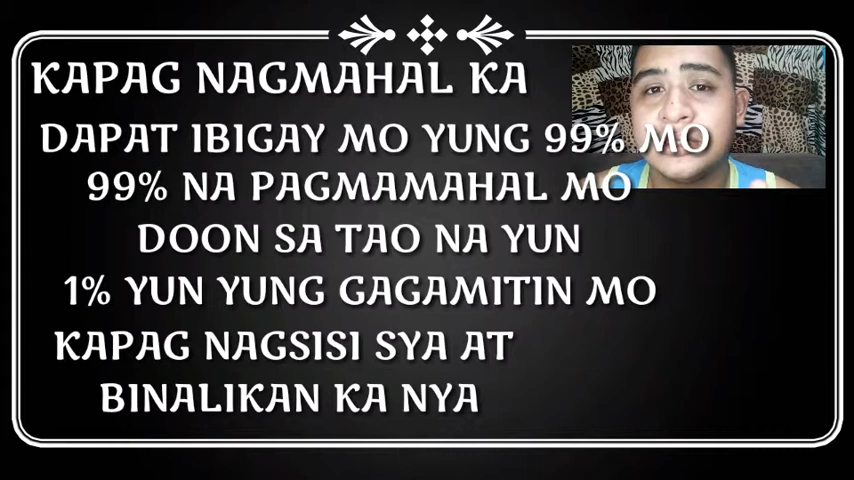 KAPAG NAGMAHAL KA
DAPAT IBIGAY MO YUNG 99% MO
99% NA PAGMAMAHAL MO
DOON SA TAO NA YUN
1% YUN YUNG GAGAMITIN MO
KAPAG NAGSISI SYA AT
BINALIKAN KA NYA